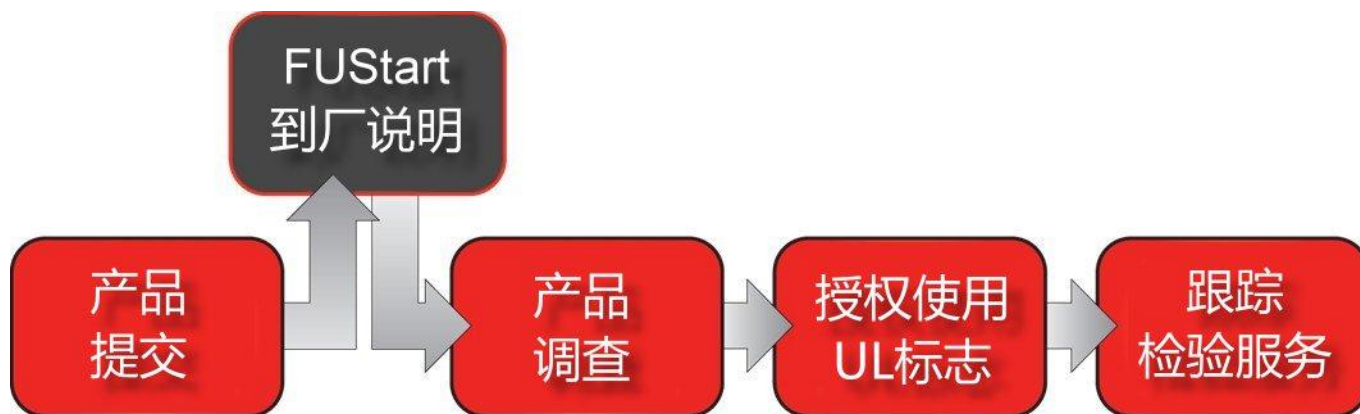 FUStart
到厂说明
产品
提交
产品
调查
授权使用
UL标志
跟踪
检验服务